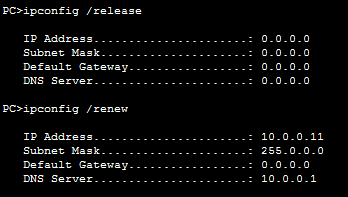 PC>ipconfig /release
IP Address......................: 0.0.0.0
Subnet Mask.....................: 0.0.0.0
Default Gateway.................: 0.0.0.0
DNS Server......................: 0.0.0.0
PC>ipconfig /renew
IP Address......................: 10.0.0.11
Subnet Mask.....................: 255.0.0.0
Default Gateway.................: 0.0.0.0
DNS Server......................: 10.0.0.1